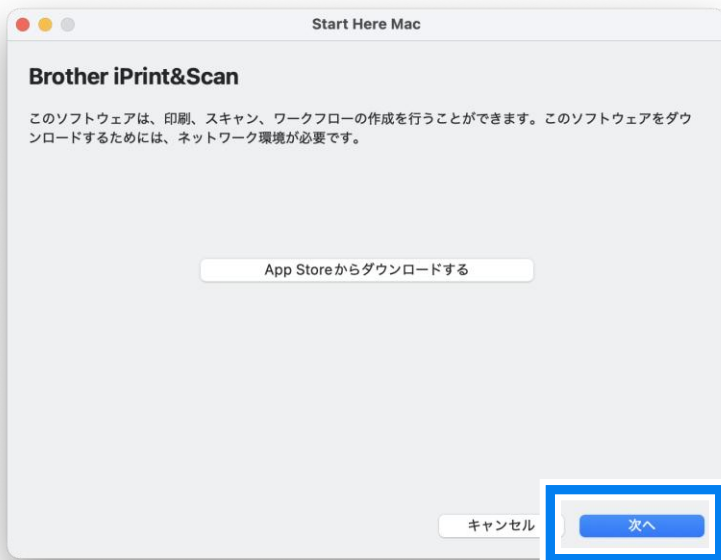 Start Here Mac
Brother iPrint&Scan
このソフトウェアは、印刷、スキャン、ワークフローの作成を行うことができます。このソフトウェアをダウ
ンロードするためには、ネットワーク環境が必要です。
App Storeからダウンロードする
キャンセル
次へ